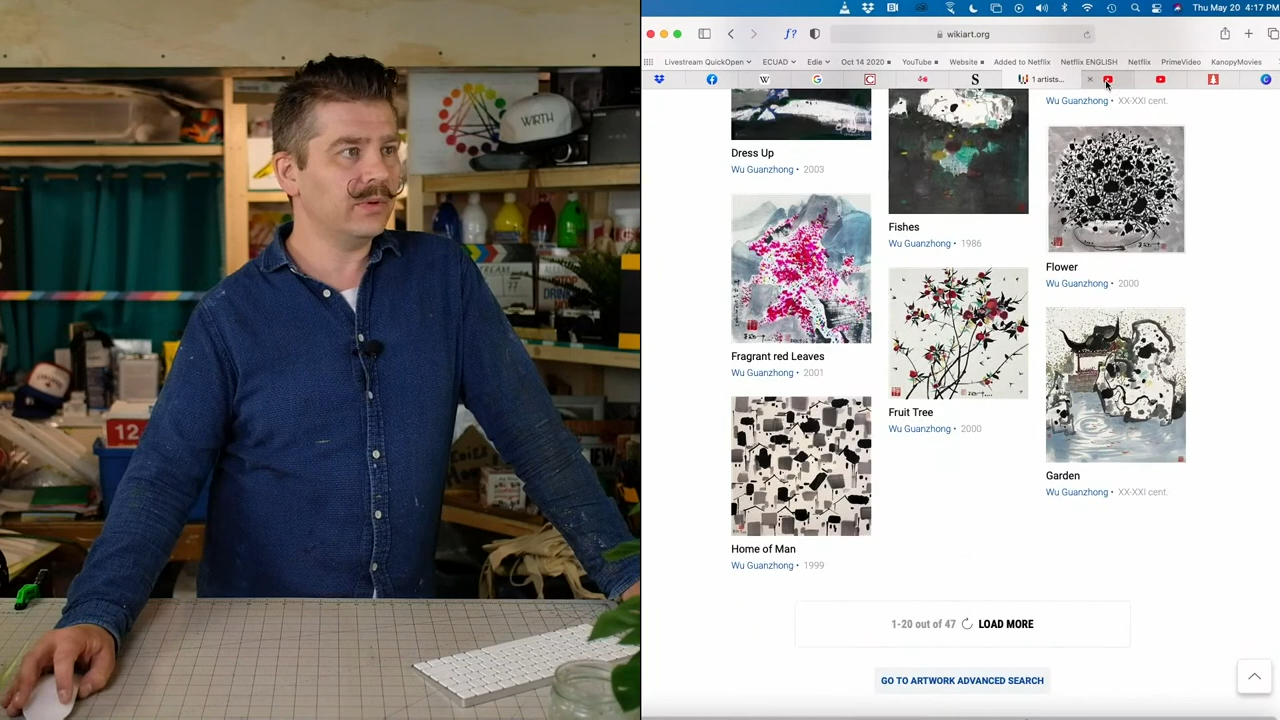 Thu May 20 4:17 PM
wikiart.org
Livestream QuickOpen
ECUAD
Edie
Oct 14 2020
YouTube
Website
Added to Netflix
Netflix ENGLISH
Netflix
PrimeVideo
KanopyMovies
1 artists...
WIRTH
12
Dress Up
Wu Guanzhong • 2003
Fragrant red Leaves
Wu Guanzhong • 2001
Home of Man
Wu Guanzhong • 1999
Fishes
Wu Guanzhong • 1986
Fruit Tree
Wu Guanzhong • 2000
Wu Guanzhong • XX-XXI cent.
Flower
Wu Guanzhong • 2000
Garden
Wu Guanzhong • XX-XXI cent.
1-20 out of 47 LOAD MORE
GO TO ARTWORK ADVANCED SEARCH